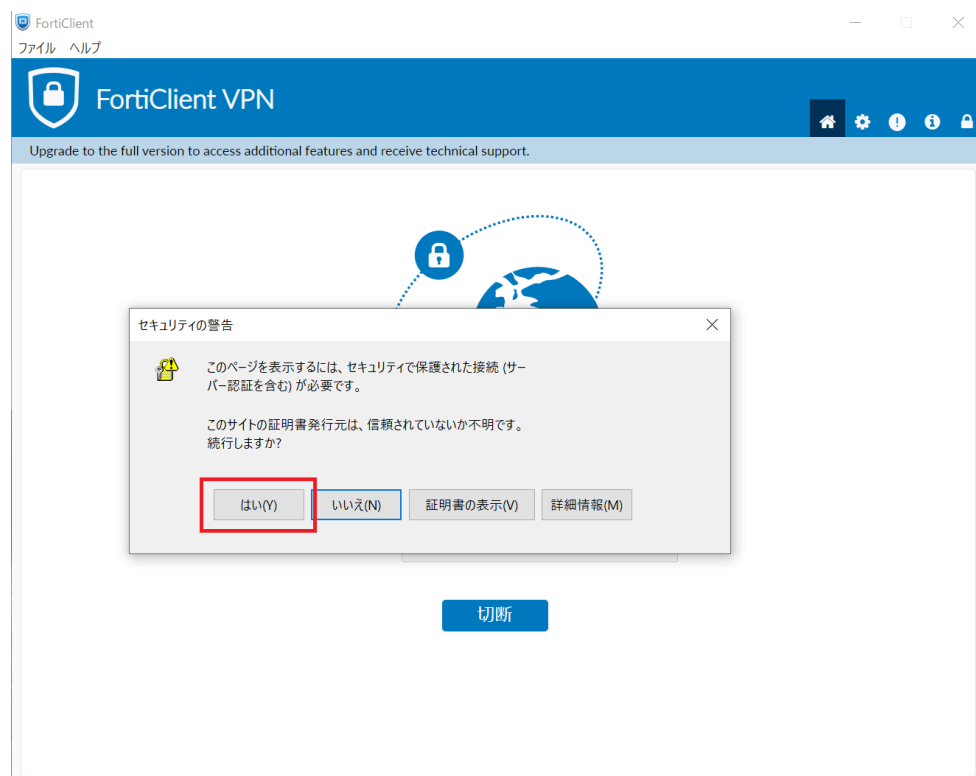 FortiClient
ファイル ヘルプ
FortiClient VPN
Upgrade to the full version to access additional features and receive technical support.
セキュリティの警告
このページを表示するには、セキュリティで保護された接続 (サー
バー認証を含む) が必要です。
このサイトの証明書発行元は、信頼されていないか不明です。
続行しますか?
はい(Y) いいえ(N) 証明書の表示(V) 詳細情報(M)
切断